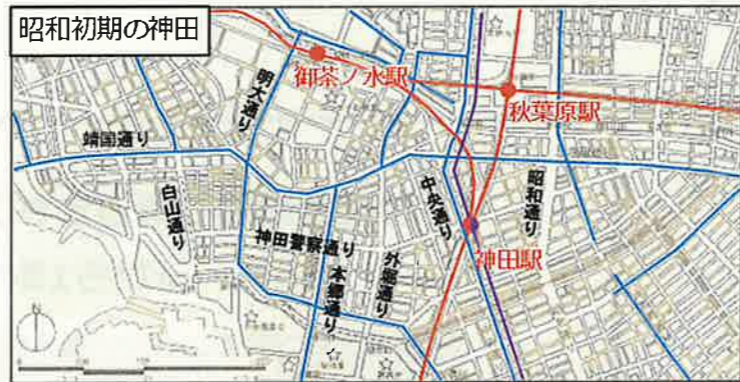 昭和初期の神田
御茶ノ水駅
秋葉原駅
明大通り
靖国通り
白山通り
神田警察通り
本郷通り
外堀通り
中央通り
昭和通り
神田駅
N